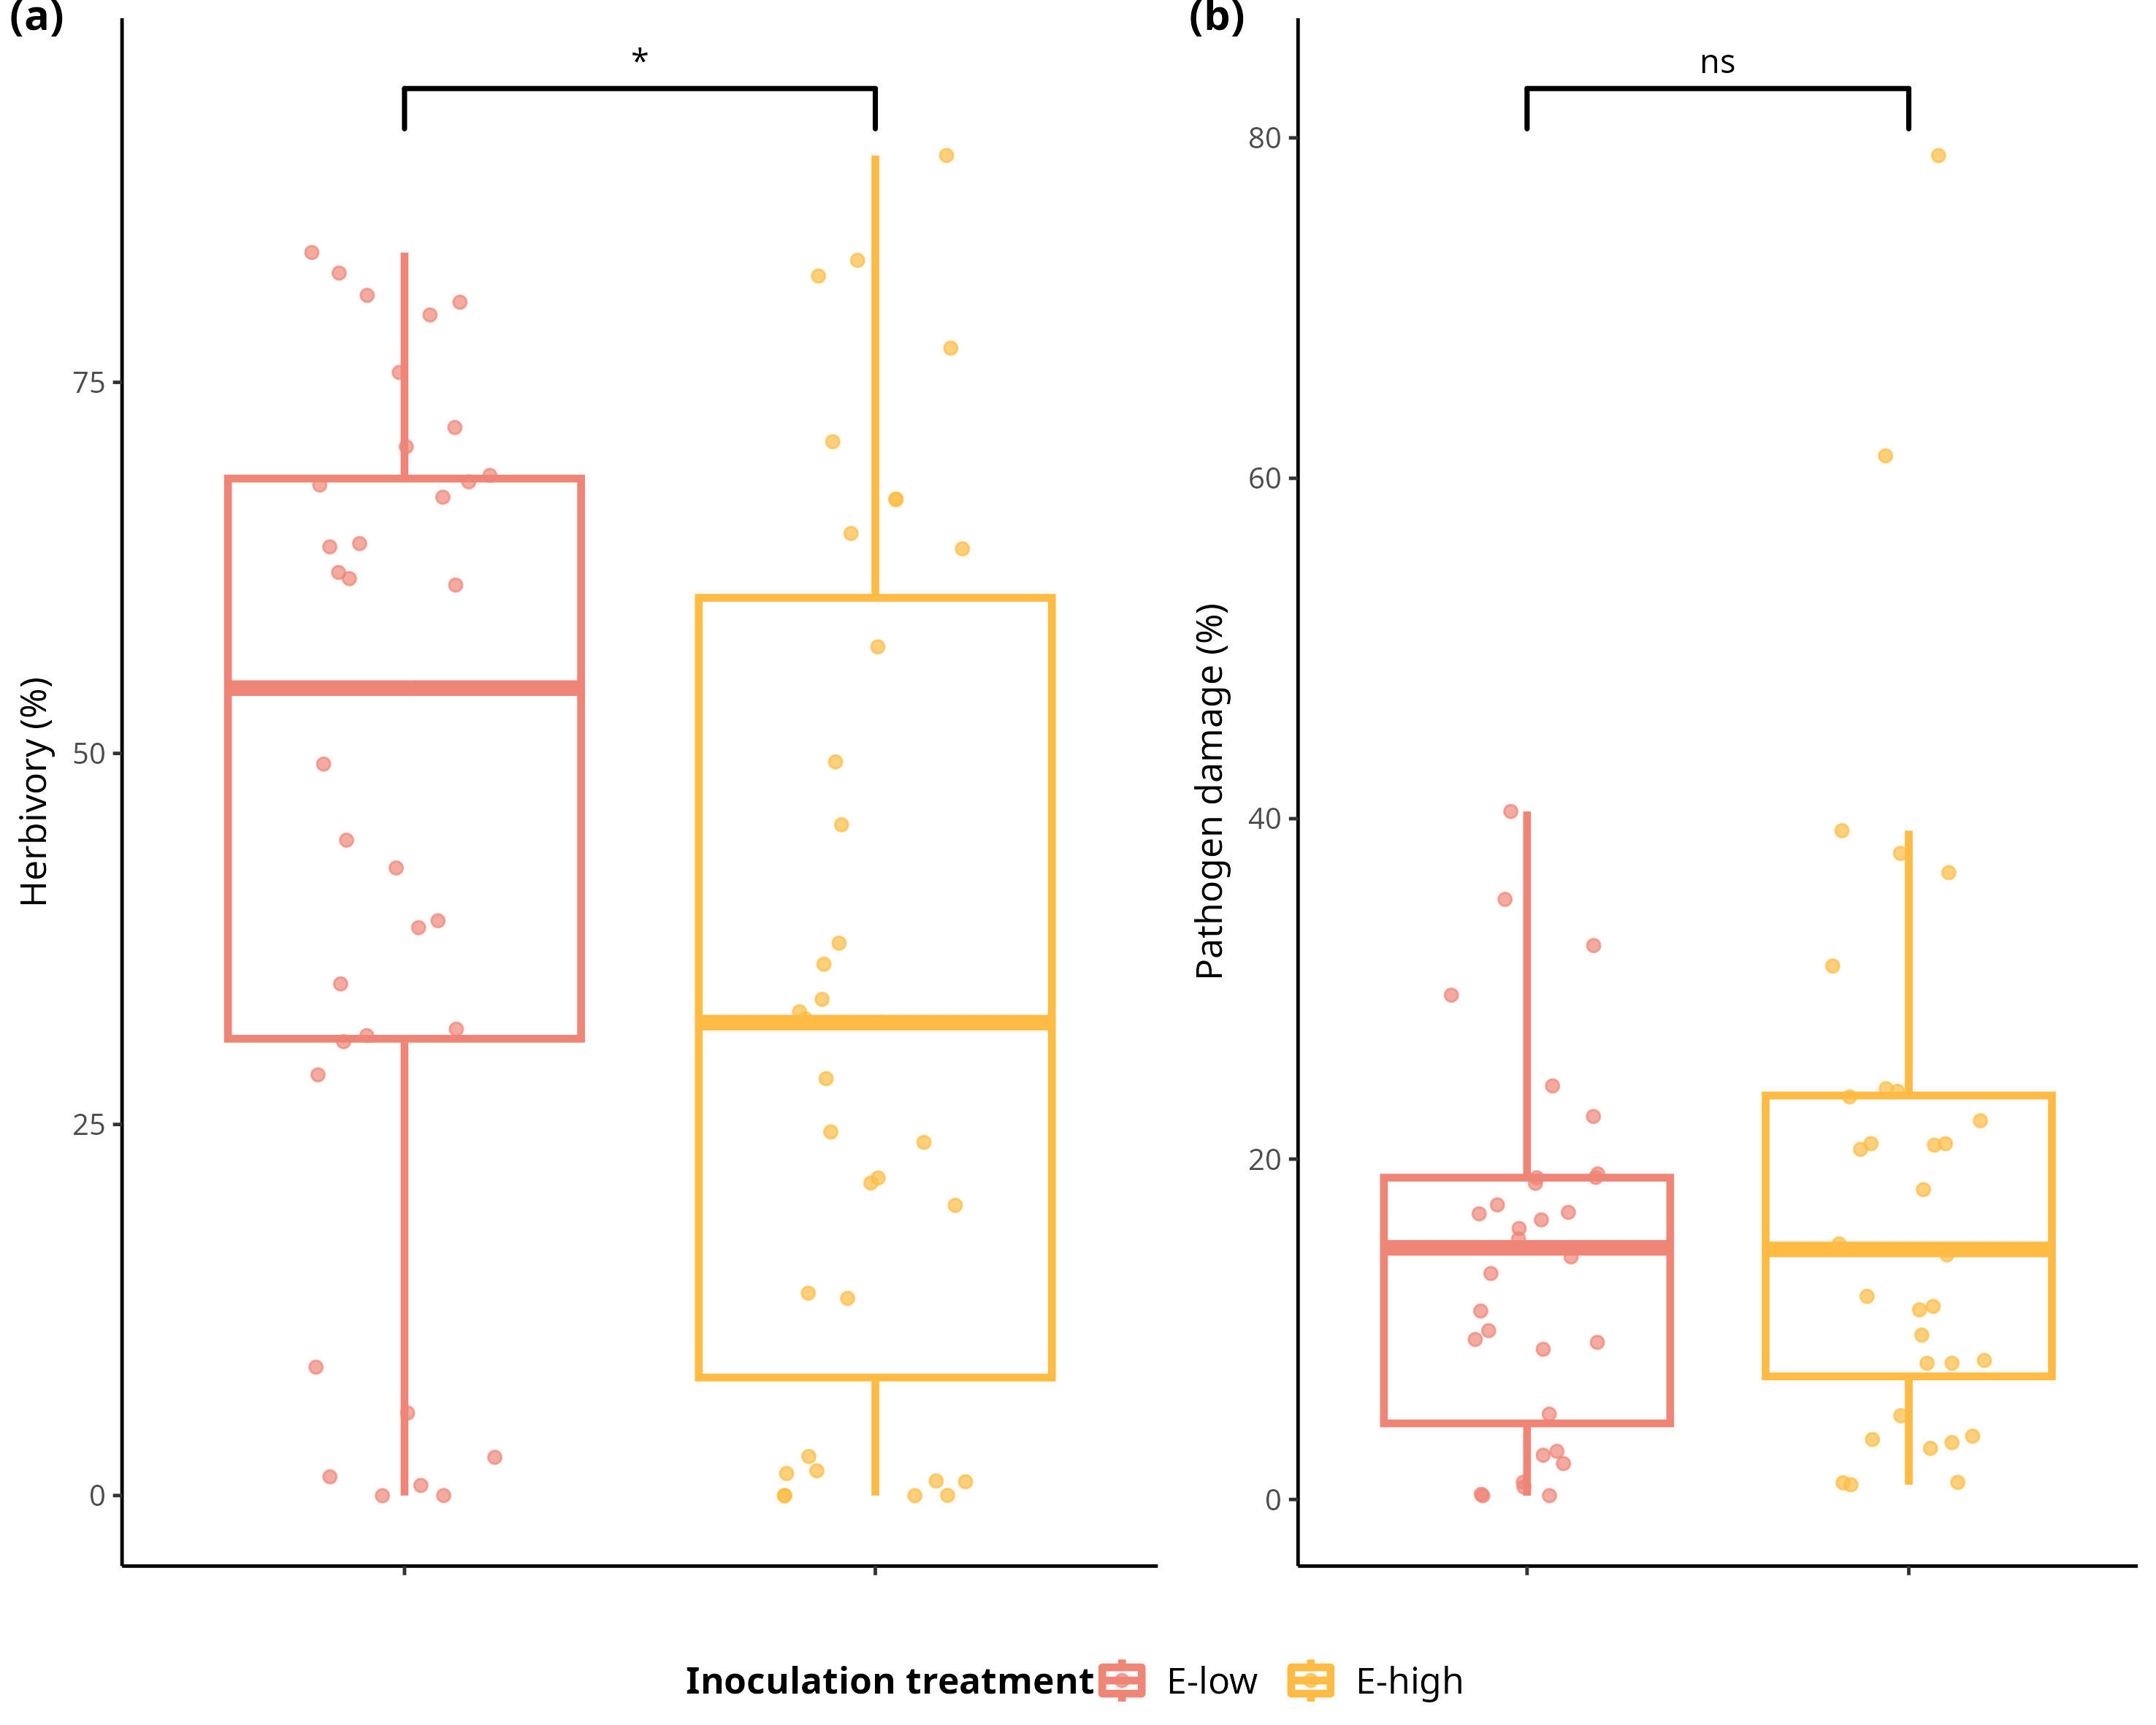 (a)
*
75
50
25
0
Herbivory (%)
(b)
ns
80
60
40
20
0
Pathogen damage (%)
Inoculation treatment E-low E-high